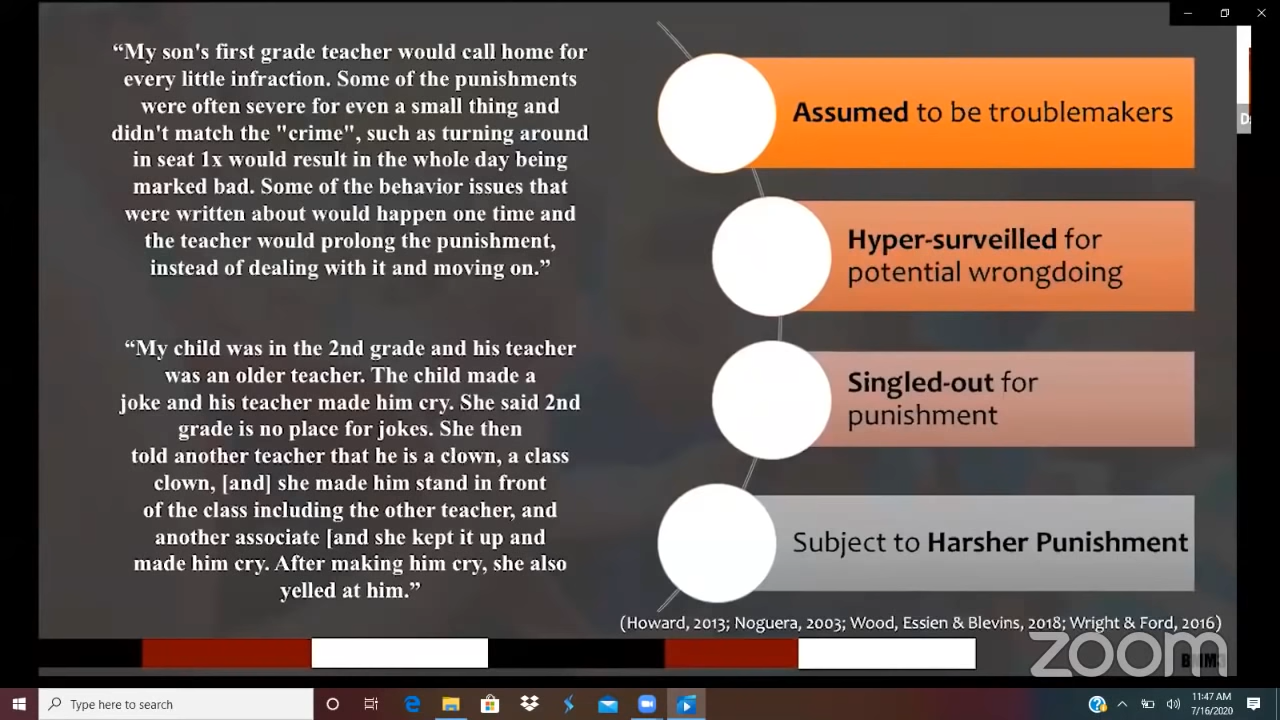 “My son's first grade teacher would call home for
every little infraction. Some of the punishments
were often severe for even a small thing and
didn't match the "crime", such as turning around
in seat 1x would result in the whole day being
marked bad. Some of the behavior issues that
were written about would happen one time and
the teacher would prolong the punishment,
instead of dealing with it and moving on.”
“My child was in the 2nd grade and his teacher
was an older teacher. The child made a
joke and his teacher made him cry. She said 2nd
grade is no place for jokes. She then
told another teacher that he is a clown, a class
clown, [and] she made him stand in front
of the class including the other teacher, and
another associate [and she kept it up and
made him cry. After making him cry, she also
yelled at him.”
Assumed to be troublemakers
Hyper-surveilled for
potential wrongdoing
Singled-out for
punishment
Subject to Harsher Punishment
(Howard, 2013; Noguera, 2003; Wood, Essien & Blevins, 2018; Wright & Ford, 2016)
zoom
Type here to search
11:47 AM
7/16/2020